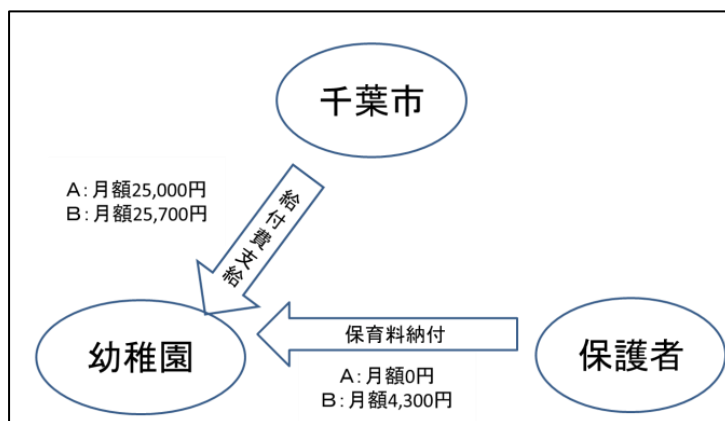 千葉市
A：月額25,000円
B：月額25,700円
給付費支給
幼稚園
保育料納付
保護者
A：月額0円
B：月額4,300円